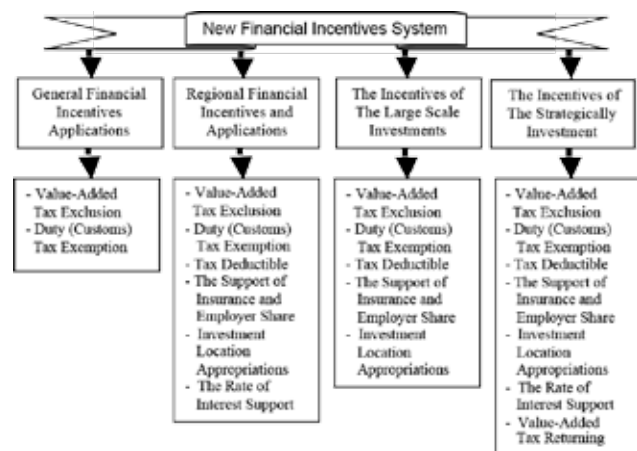 New Financial Incentives System
General Financial
Incentives
Applications
- Value-Added
Tax Exclusion
- Duty (Customs)
Tax Exemption
Regional Financial
Incentives and
Applications
- Value-Added
Tax Exclusion
- Duty (Customs)
Tax Exemption
- Tax Deductible
- The Support of
Insurance and
Employer Share
- Investment
Location
Appropriations
- The Rate of
Interest Support
The Incentives of
The Large Scale
Investments
- Value-Added
Tax Exclusion
- Duty (Customs)
Tax Exemption
- Tax Deductible
- The Support of
Insurance and
Employer Share
- Investment
Location
Appropriations
The Incentives of
The Strategically
Investment
- Value-Added
Tax Exclusion
- Duty (Customs)
Tax Exemption
- Tax Deductible
- The Support of
Insurance and
Employer Share
- Investment
Location
Appropriations
- The Rate of
Interest Support
- Value-Added
Tax Returning